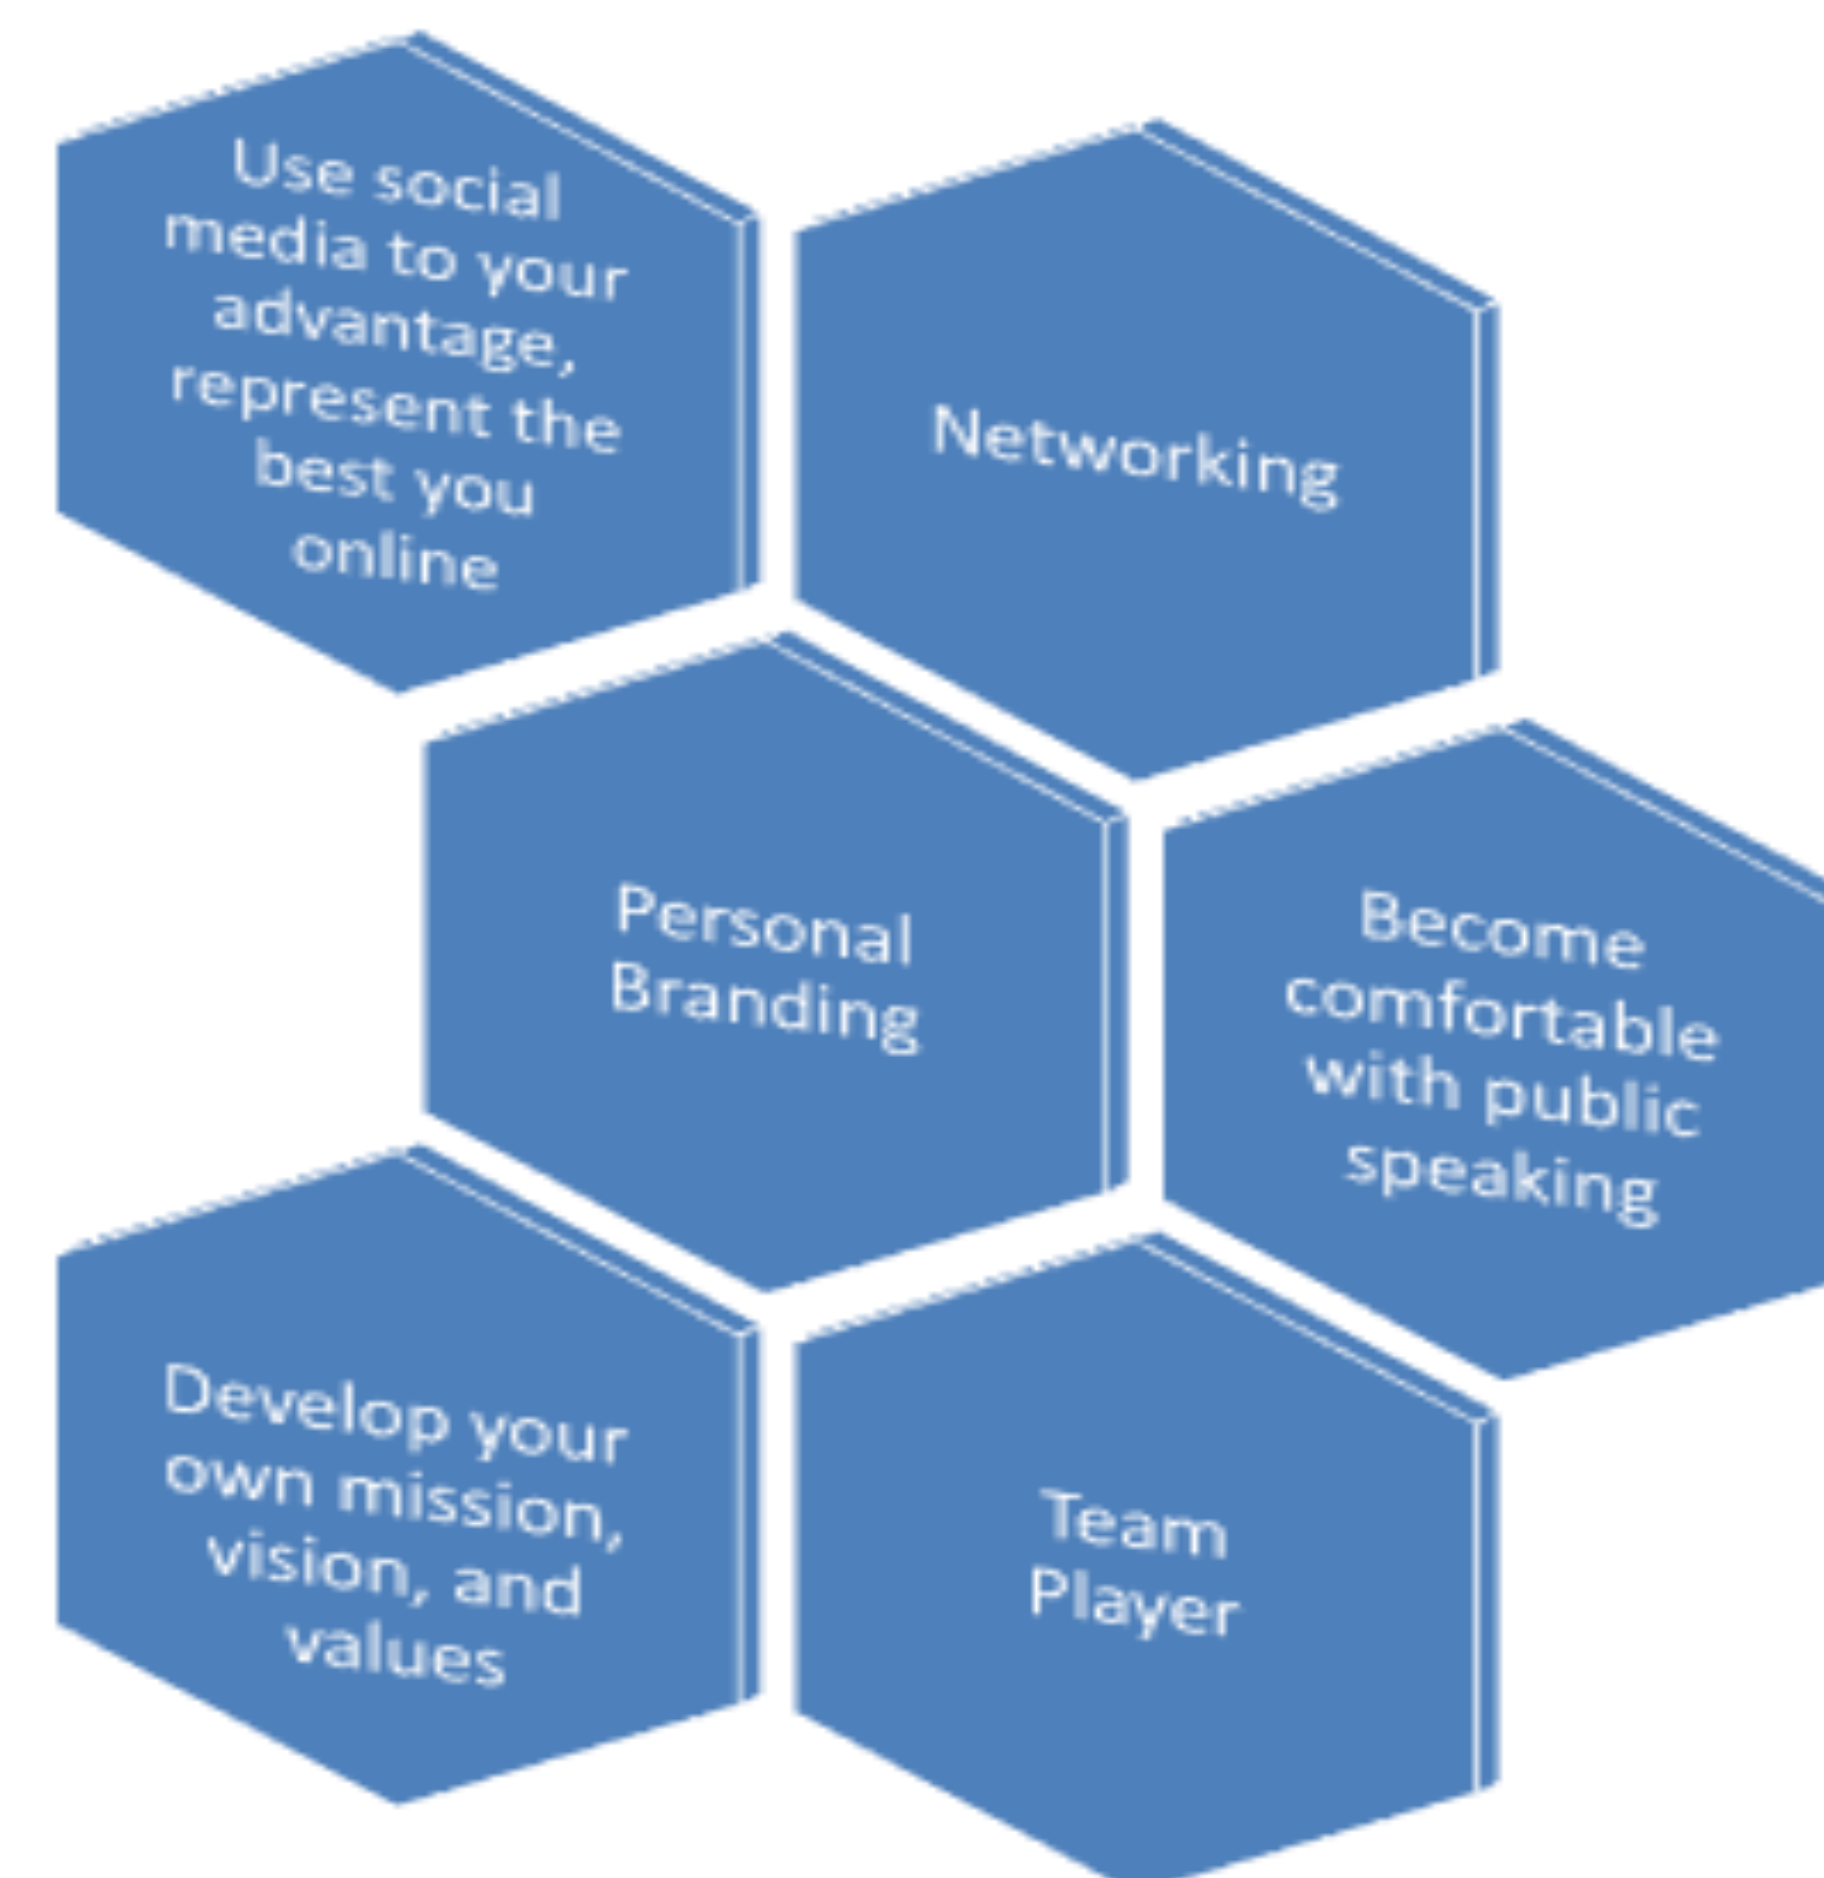 Use social
media to your
advantage,
represent the
best you
online
Networking
Personal
Branding
Become
comfortable
with public
speaking
Develop your
own mission,
vision, and
values
Team
Player